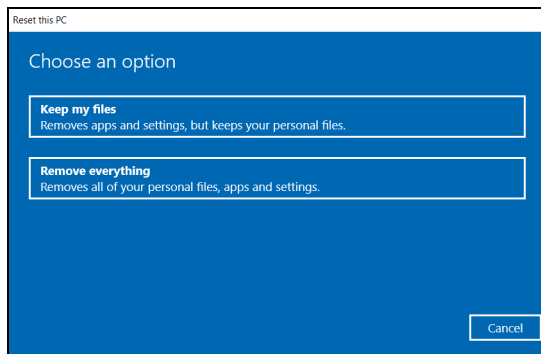 Reset this PC
Choose an option
Keep my files
Removes apps and settings, but keeps your personal files.
Remove everything
Removes all of your personal files, apps and settings.
Cancel